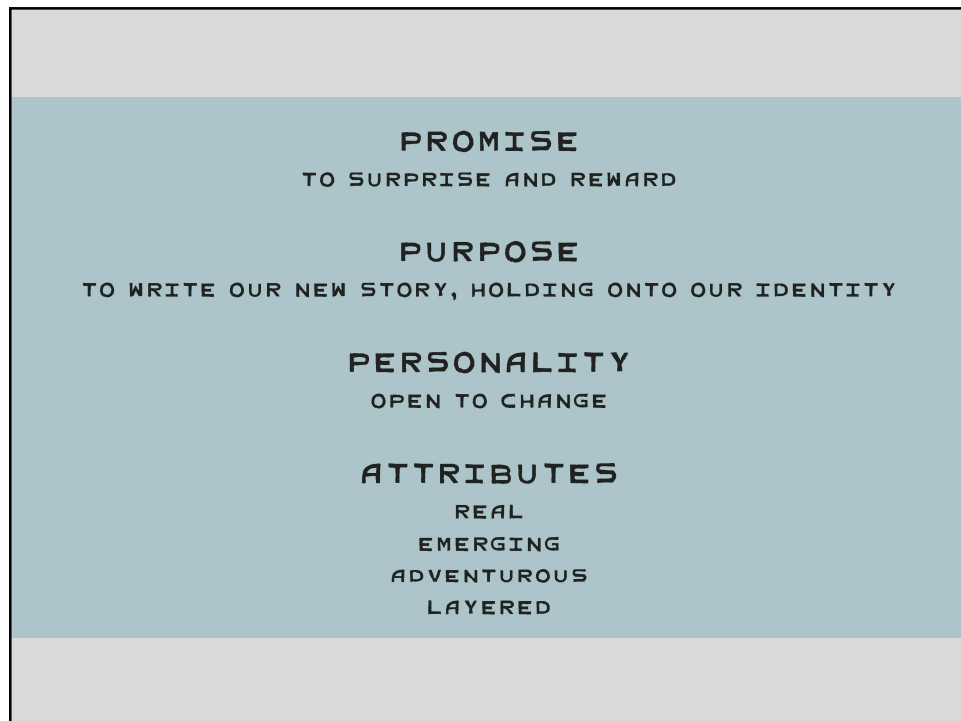 PROMISE
TO SURPRISE AND REWARD
PURPOSE
TO WRITE OUR NEW STORY, HOLDING ONTO OUR IDENTITY
PERSONALITY
OPEN TO CHANGE
ATTRIBUTES
REAL
EMERGING
ADVENTUROUS
LAYERED